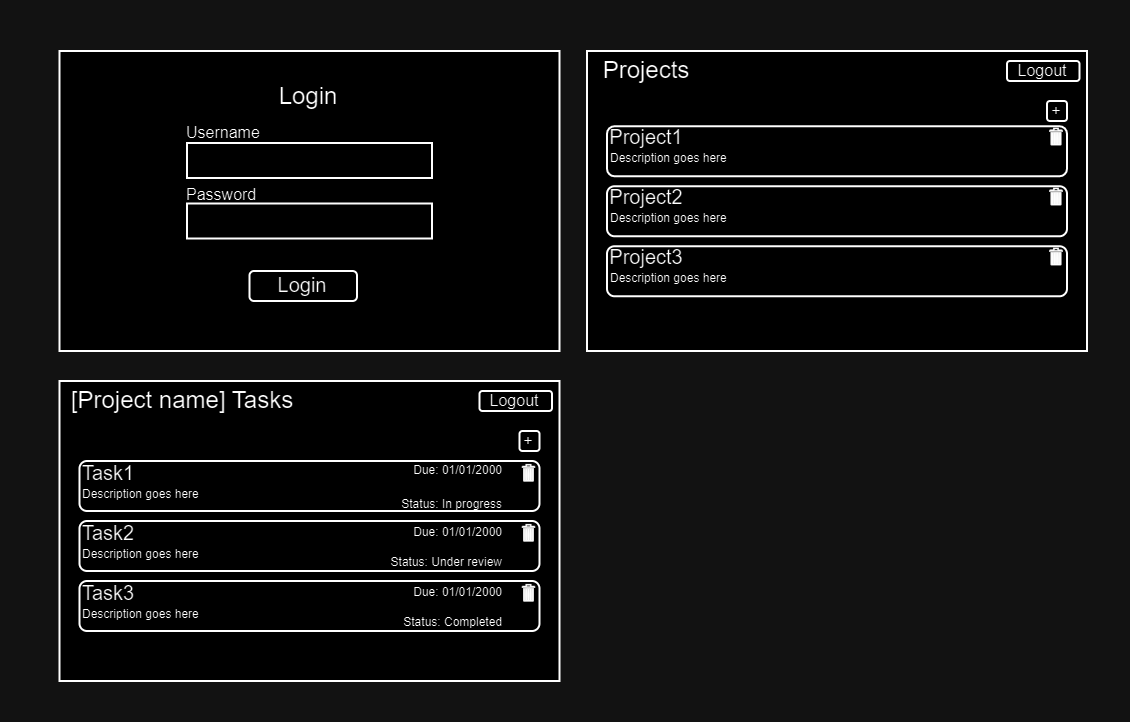 Login
Username
Password
Login
Projects
Logout
+
Project1
Description goes here
Project2
Description goes here
Project3
Description goes here
[Project name] Tasks
Logout
+
Task1
Due: 01/01/2000
Description goes here
Status: In progress
Task2
Due: 01/01/2000
Description goes here
Status: Under review
Task3
Due: 01/01/2000
Description goes here
Status: Completed